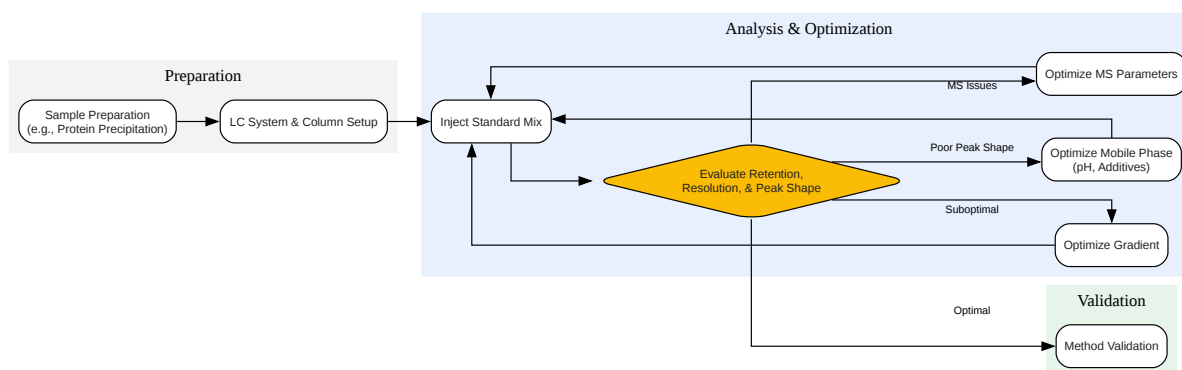 Analysis & Optimization
Preparation
Optimize MS Parameters
MS Issues
Sample Preparation
(e.g., Protein Precipitation)
LC System & Column Setup
Inject Standard Mix
Poor Peak Shape
Optimize Mobile Phase
(pH, Additives)
Evaluate Retention,
Resolution, & Peak Shape
Suboptimal
Optimize Gradient
Validation
Optimal
Method Validation